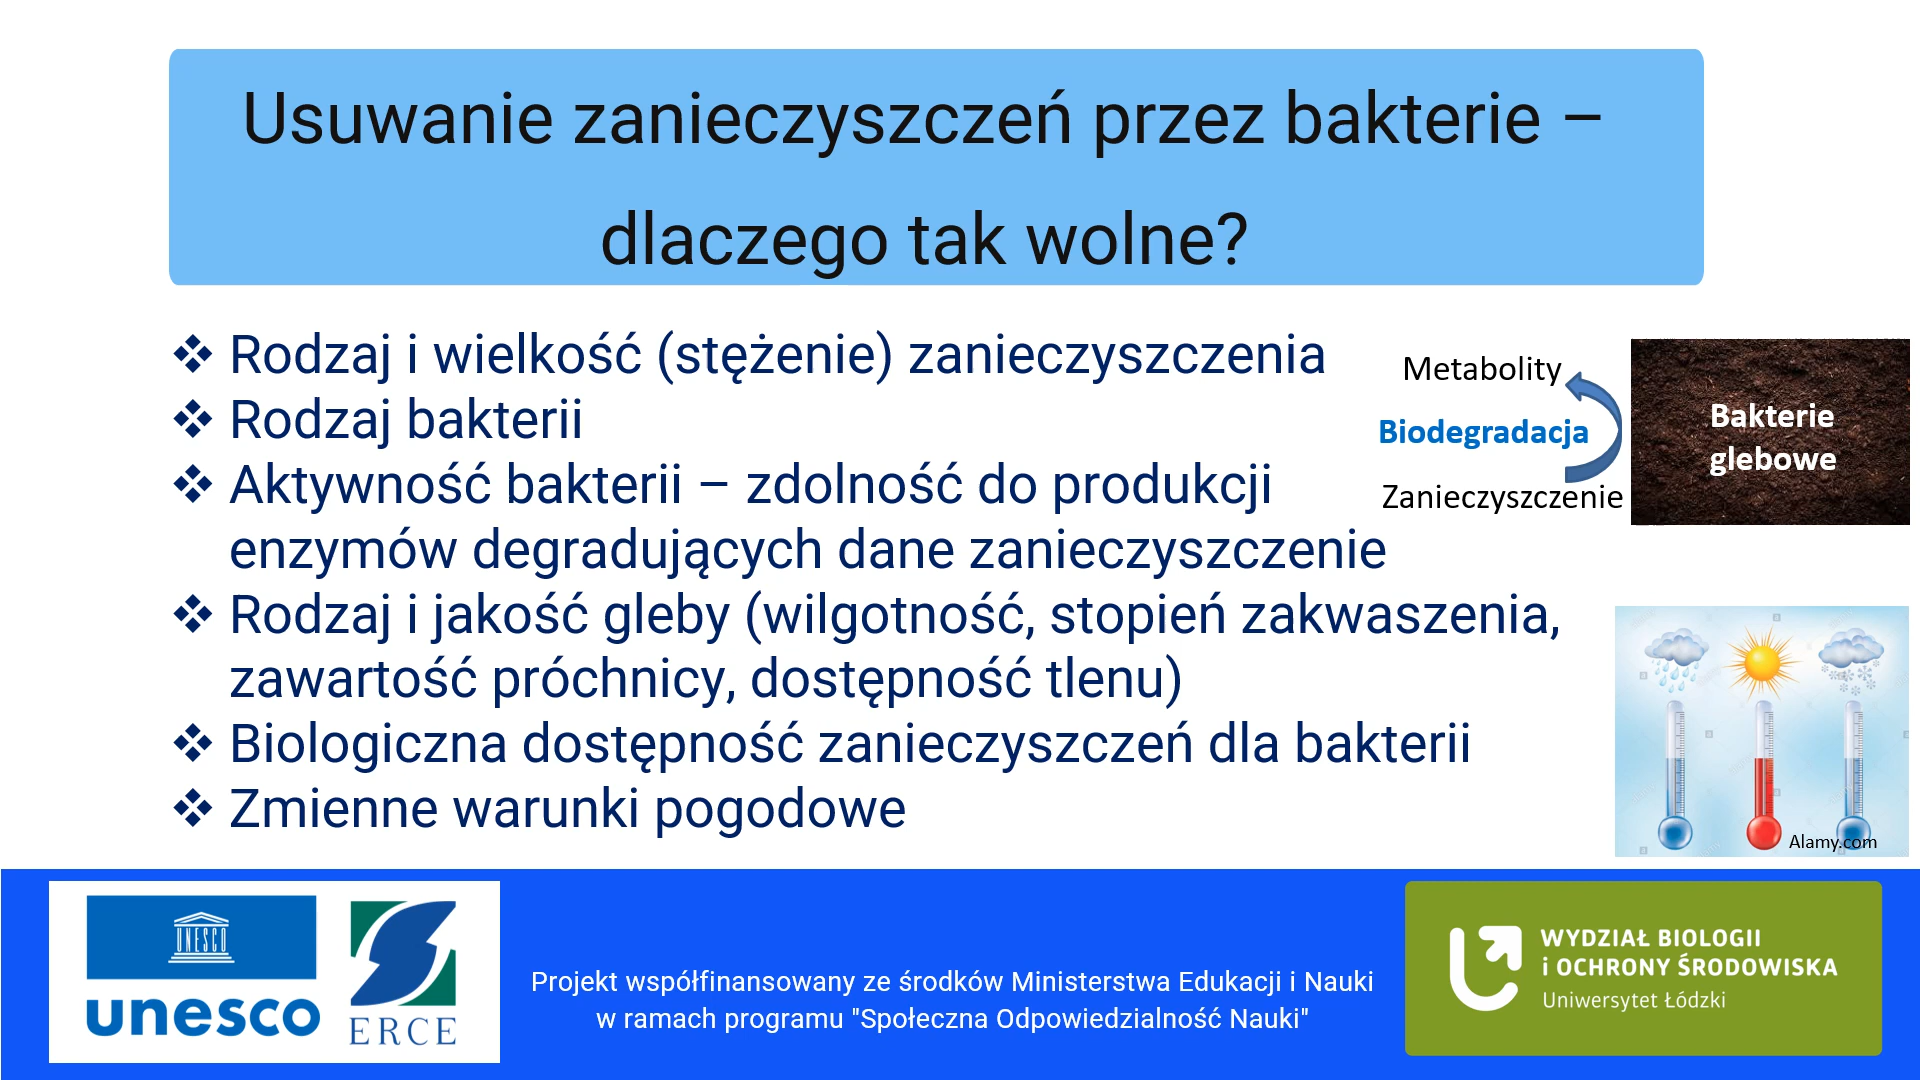 Usuwanie zanieczyszczeń przez bakterie –
dlaczego tak wolne?
❖ Rodzaj i wielkość (stężenie) zanieczyszczenia
❖ Rodzaj bakterii
❖ Aktywność bakterii – zdolność do produkcji
enzymów degradujących dane zanieczyszczenie
❖ Rodzaj i jakość gleby (wilgotność, stopień zakwaszenia,
zawartość próchnicy, dostępność tlenu)
❖ Biologiczna dostępność zanieczyszczeń dla bakterii
❖ Zmienne warunki pogodowe
Metabolity
Biodegradacja
Zanieczyszczenie
Bakterie
glebowe
Alamy.com
UNESCO
unesco
ERCE
Projekt współfinansowany ze środków Ministerstwa Edukacji i Nauki
w ramach programu "Społeczna Odpowiedzialność Nauki"
WYDZIAŁ BIOLOGII
i OCHRONY ŚRODOWISKA
Uniwersytet Łódzki